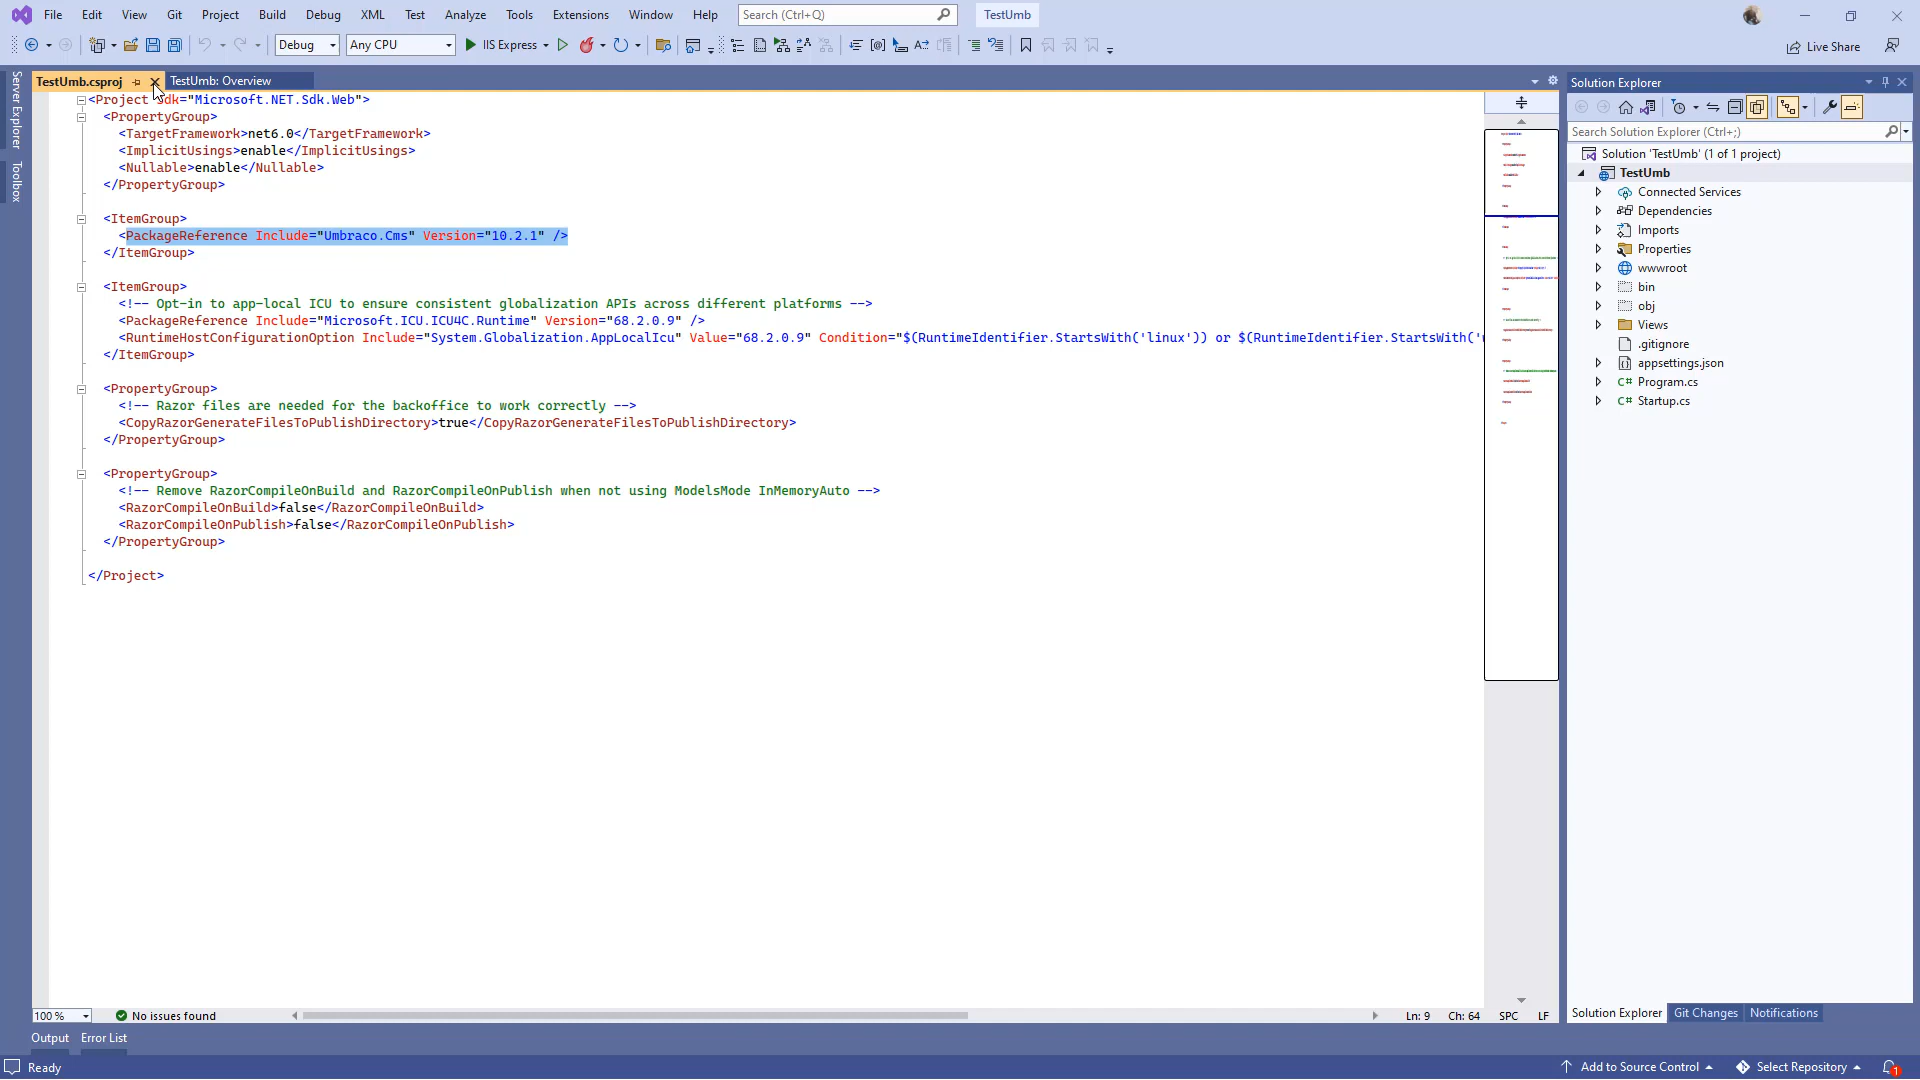 File Edit View Git Project Build Debug XML Test Analyze Tools Extensions Window Help Search (Ctrl+Q) TestUmb
Debug Any CPU IIS Express Live Share
Server Explorer
Toolbox
TestUmb.csproj TestUmb: Overview
<Project Sdk="Microsoft.NET.Sdk.Web">
<PropertyGroup>
<TargetFramework>net6.0</TargetFramework>
<ImplicitUsings>enable</ImplicitUsings>
<Nullable>enable</Nullable>
</PropertyGroup>
<ItemGroup>
<PackageReference Include="Umbraco.Cms" Version="10.2.1" />
</ItemGroup>
<ItemGroup>
<!-- Opt-in to app-local ICU to ensure consistent globalization APIs across different platforms -->
<PackageReference Include="Microsoft.ICU.ICU4C.Runtime" Version="68.2.0.9" />
<RuntimeHostConfigurationOption Include="System.Globalization.AppLocalIcu" Value="68.2.0.9" Condition="$(RuntimeIdentifier.StartsWith('linux')) or $(RuntimeIdentifier.StartsWith('
</ItemGroup>
<PropertyGroup>
<!-- Razor files are needed for the backoffice to work correctly -->
<CopyRazorGenerateFilesToPublishDirectory>true</CopyRazorGenerateFilesToPublishDirectory>
</PropertyGroup>
<PropertyGroup>
<!-- Remove RazorCompileOnBuild and RazorCompileOnPublish when not using ModelsMode InMemoryAuto -->
<RazorCompileOnBuild>false</RazorCompileOnBuild>
<RazorCompileOnPublish>false</RazorCompileOnPublish>
</PropertyGroup>
</Project>
100 % No issues found Ln: 9 Ch: 64 SPC LF
Solution Explorer
Search Solution Explorer (Ctrl+;)
Solution 'TestUmb' (1 of 1 project)
TestUmb
Connected Services
Dependencies
Imports
Properties
wwwroot
bin
obj
Views
.gitignore
appsettings.json
C# Program.cs
C# Startup.cs
Solution Explorer Git Changes Notifications
Output Error List
Ready Add to Source Control Select Repository 1